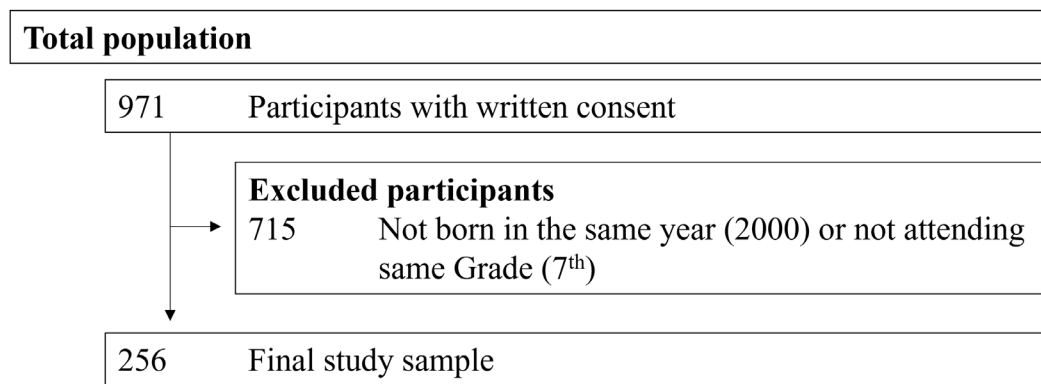 Total population
971 Participants with written consent
Excluded participants
715 Not born in the same year (2000) or not attending
same Grade (7th)
256 Final study sample